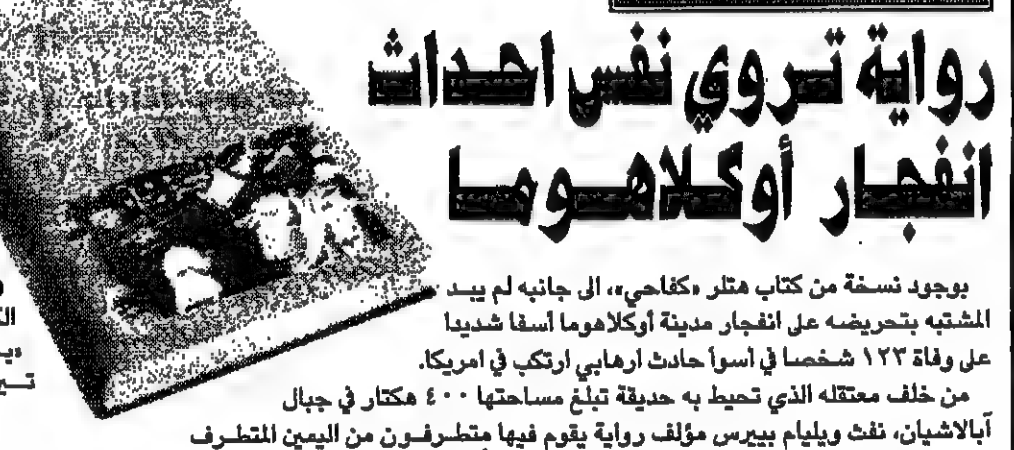 رواية تروي نفس احداث
انفجار أوكلاهوما
بوجود نسخة من كتاب هتلر «كفاحي»، الى جانبه لم يبد
المشتبه بتحريضه على انفجار مدينة أوكلاهوما أسفا شديدا
على وفاة ١٢٣ شخصا في أسوأ حادث ارهابي ارتكب في امريكا.
من خلف معتقله الذي تحيط به حديقة تبلغ مساحتها ٤٠٠ هكتار في جبال
آبالاشيان، نفث ويليام بييرس مؤلف رواية يقوم فيها متطرفون من اليمين المتطرف